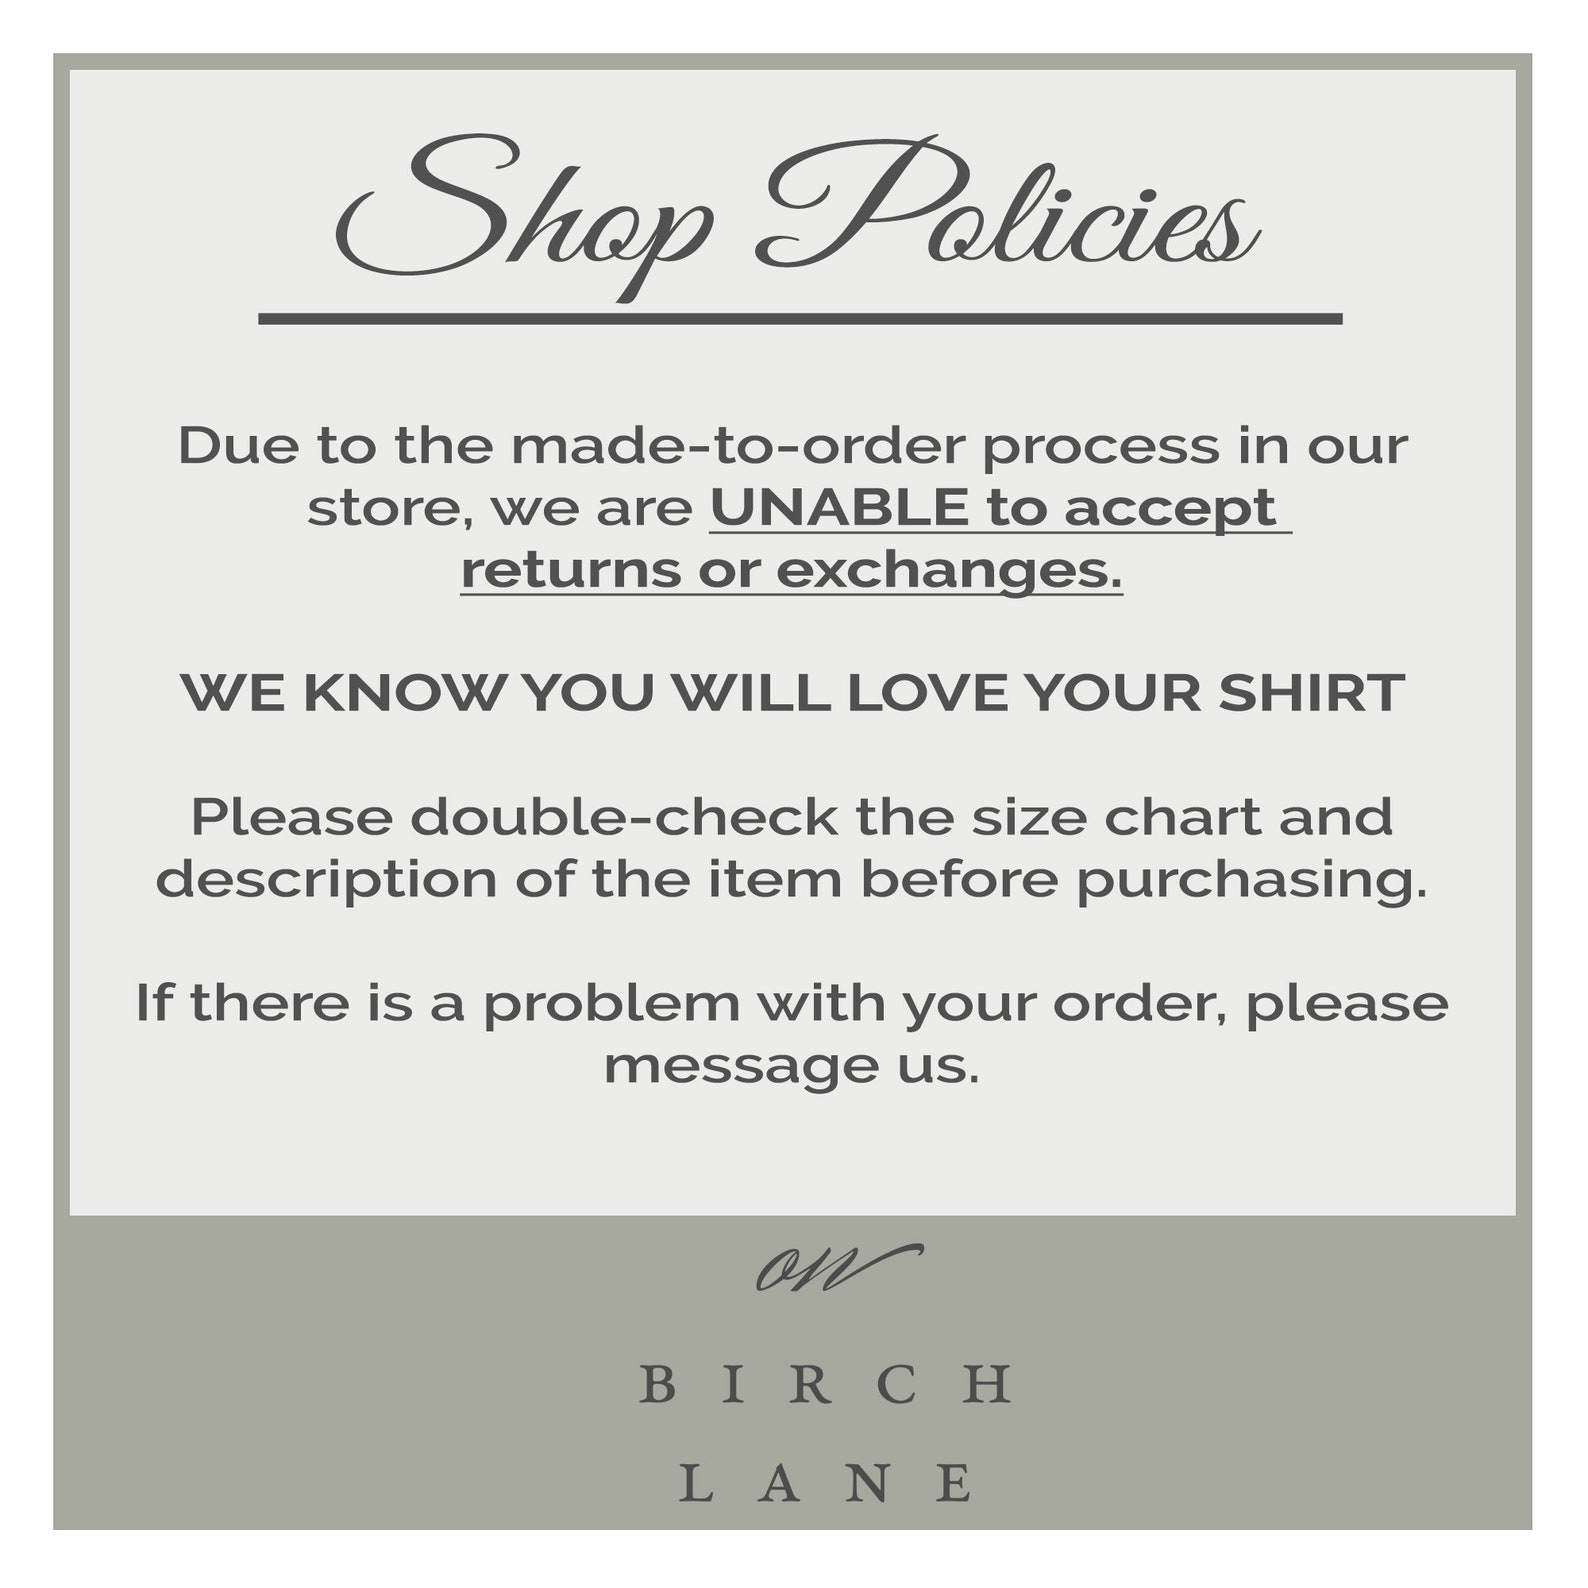 Shop Policies
Due to the made-to-order process in our
store, we are UNABLE to accept
returns or exchanges.
WE KNOW YOU WILL LOVE YOUR SHIRT
Please double-check the size chart and
description of the item before purchasing.
If there is a problem with your order, please
message us.
on
BIRCH
LANE